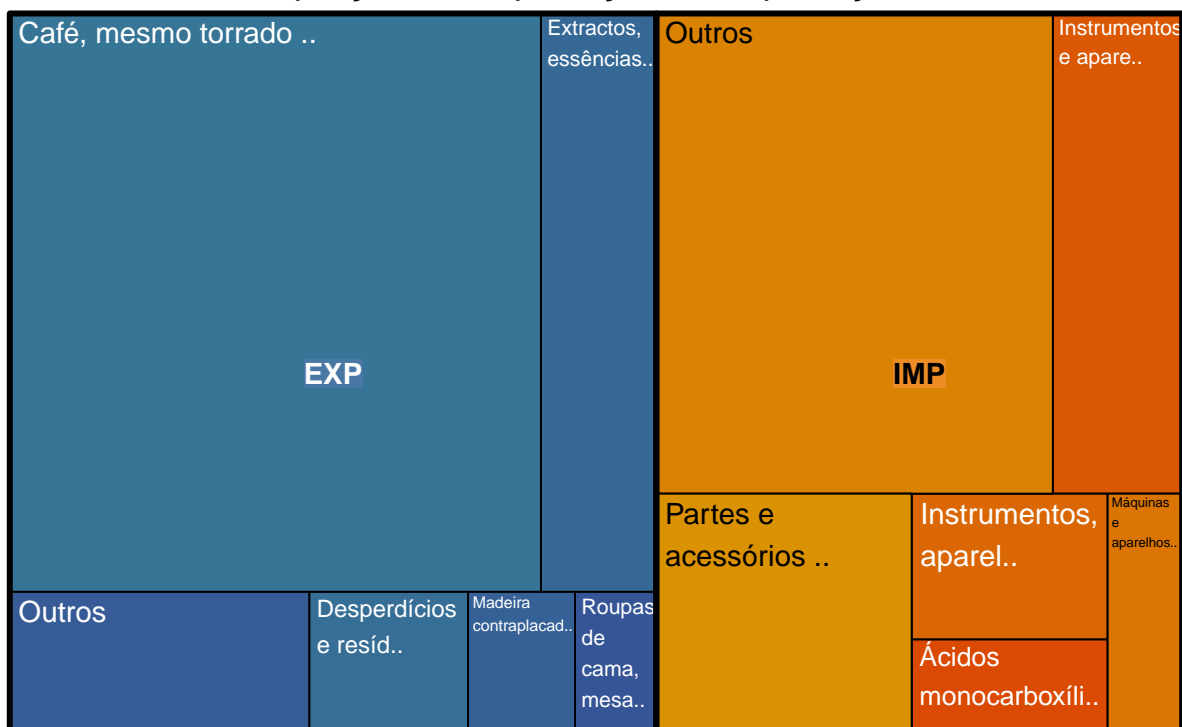 Café, mesmo torrado ..
Extractos,
essências..
EXP
Outros
Desperdícios
e resíd..
Madeira
contraplacad..
Roupas
de
cama,
mesa..
Outros
Instrumentos
e apare..
IMP
Partes e
acessórios ..
Instrumentos,
aparel..
Máquinas
e
aparelhos..
Ácidos
monocarboxíli..